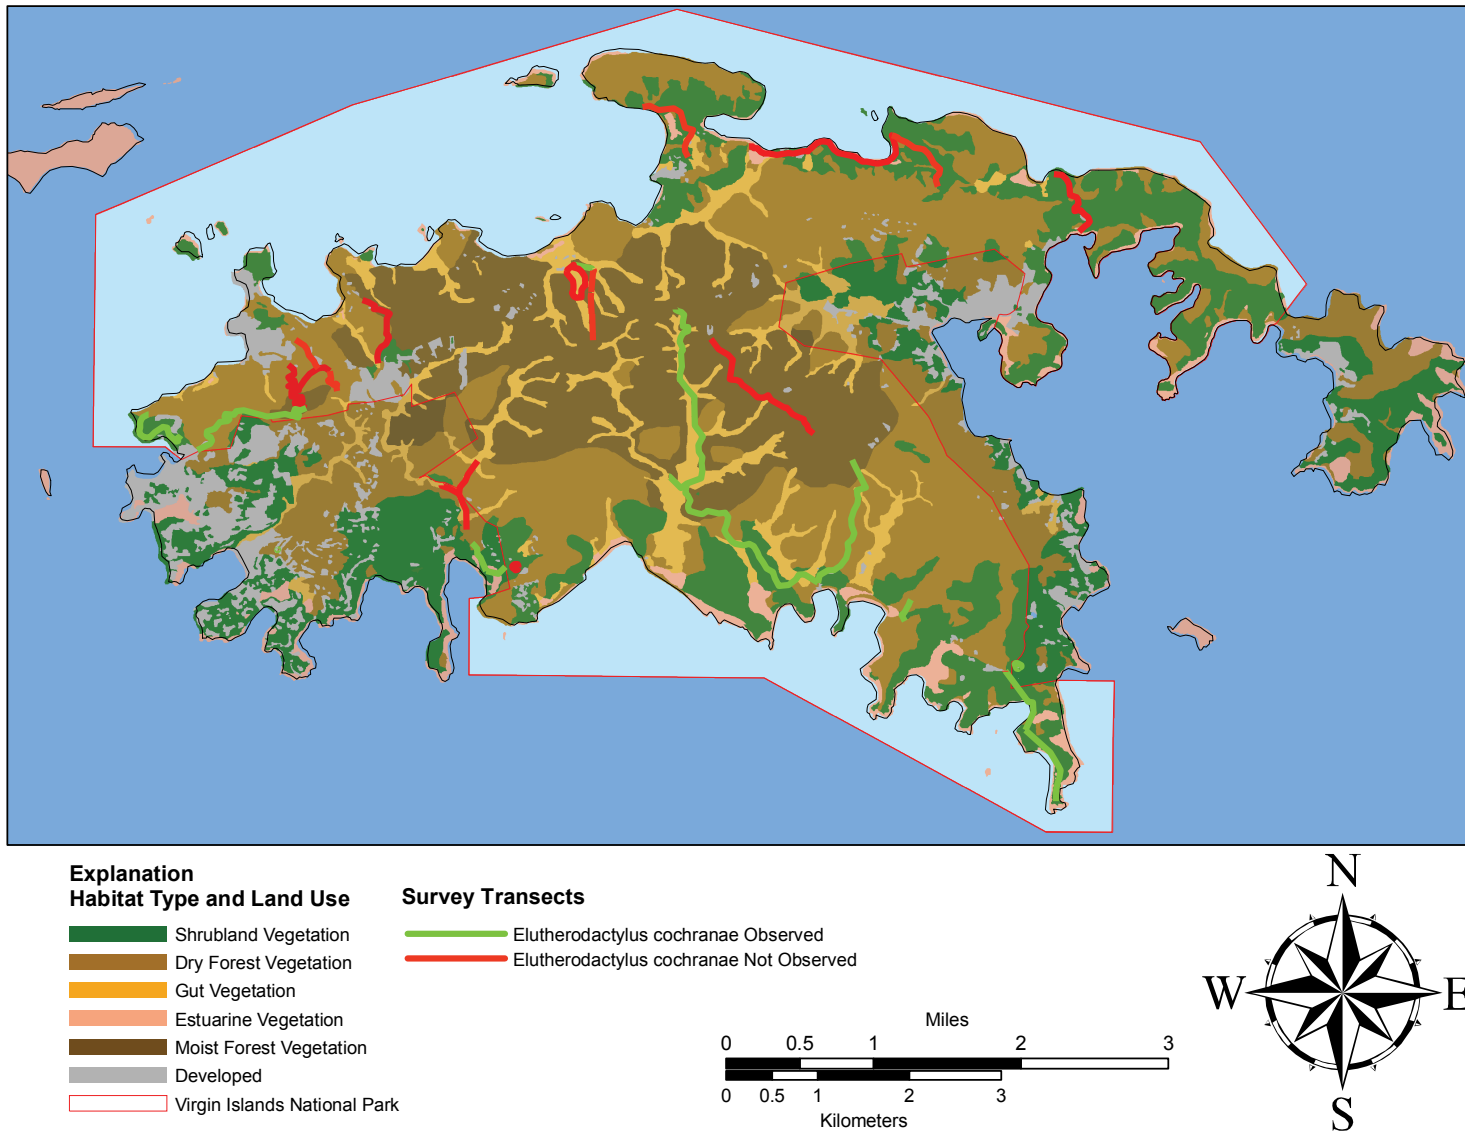 Explanation
Habitat Type and Land Use
Shrubland Vegetation
Dry Forest Vegetation
Gut Vegetation
Estuarine Vegetation
Moist Forest Vegetation
Developed
Virgin Islands National Park
Survey Transects
Elutherodactylus cochranae Observed
Elutherodactylus cochranae Not Observed
Miles
0 0.5 1 2 3
0 0.5 1 2 3
Kilometers
N
W E
S